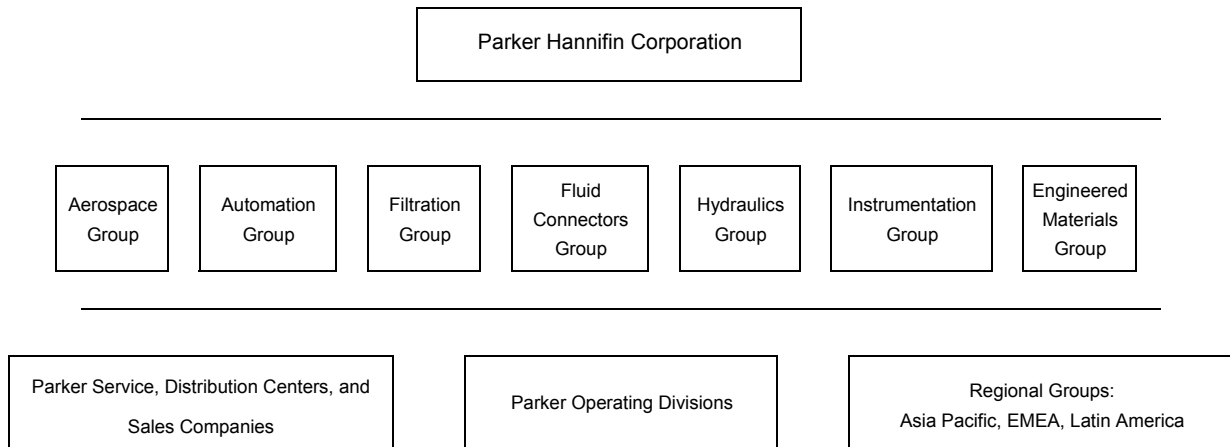 Parker Hannifin Corporation
Aerospace
Group
Automation
Group
Filtration
Group
Fluid
Connectors
Group
Hydraulics
Group
Instrumentation
Group
Engineered
Materials
Group
Parker Service, Distribution Centers, and
Sales Companies
Parker Operating Divisions
Regional Groups:
Asia Pacific, EMEA, Latin America